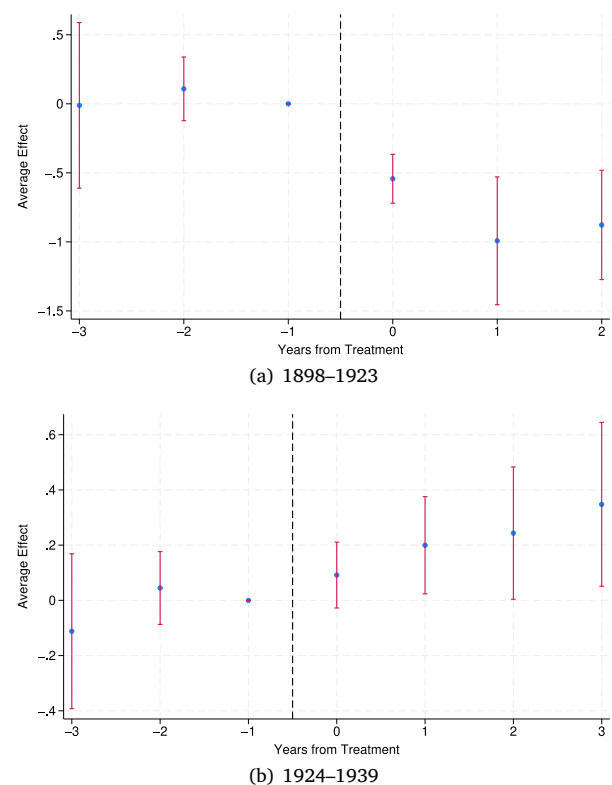 .5
0
−.5
−1
−1.5
Average Effect
−3 −2 −1 0 1 2
Years from Treatment
(a) 1898–1923
.6
.4
.2
0
−.2
−.4
Average Effect
−3 −2 −1 0 1 2 3
Years from Treatment
(b) 1924–1939